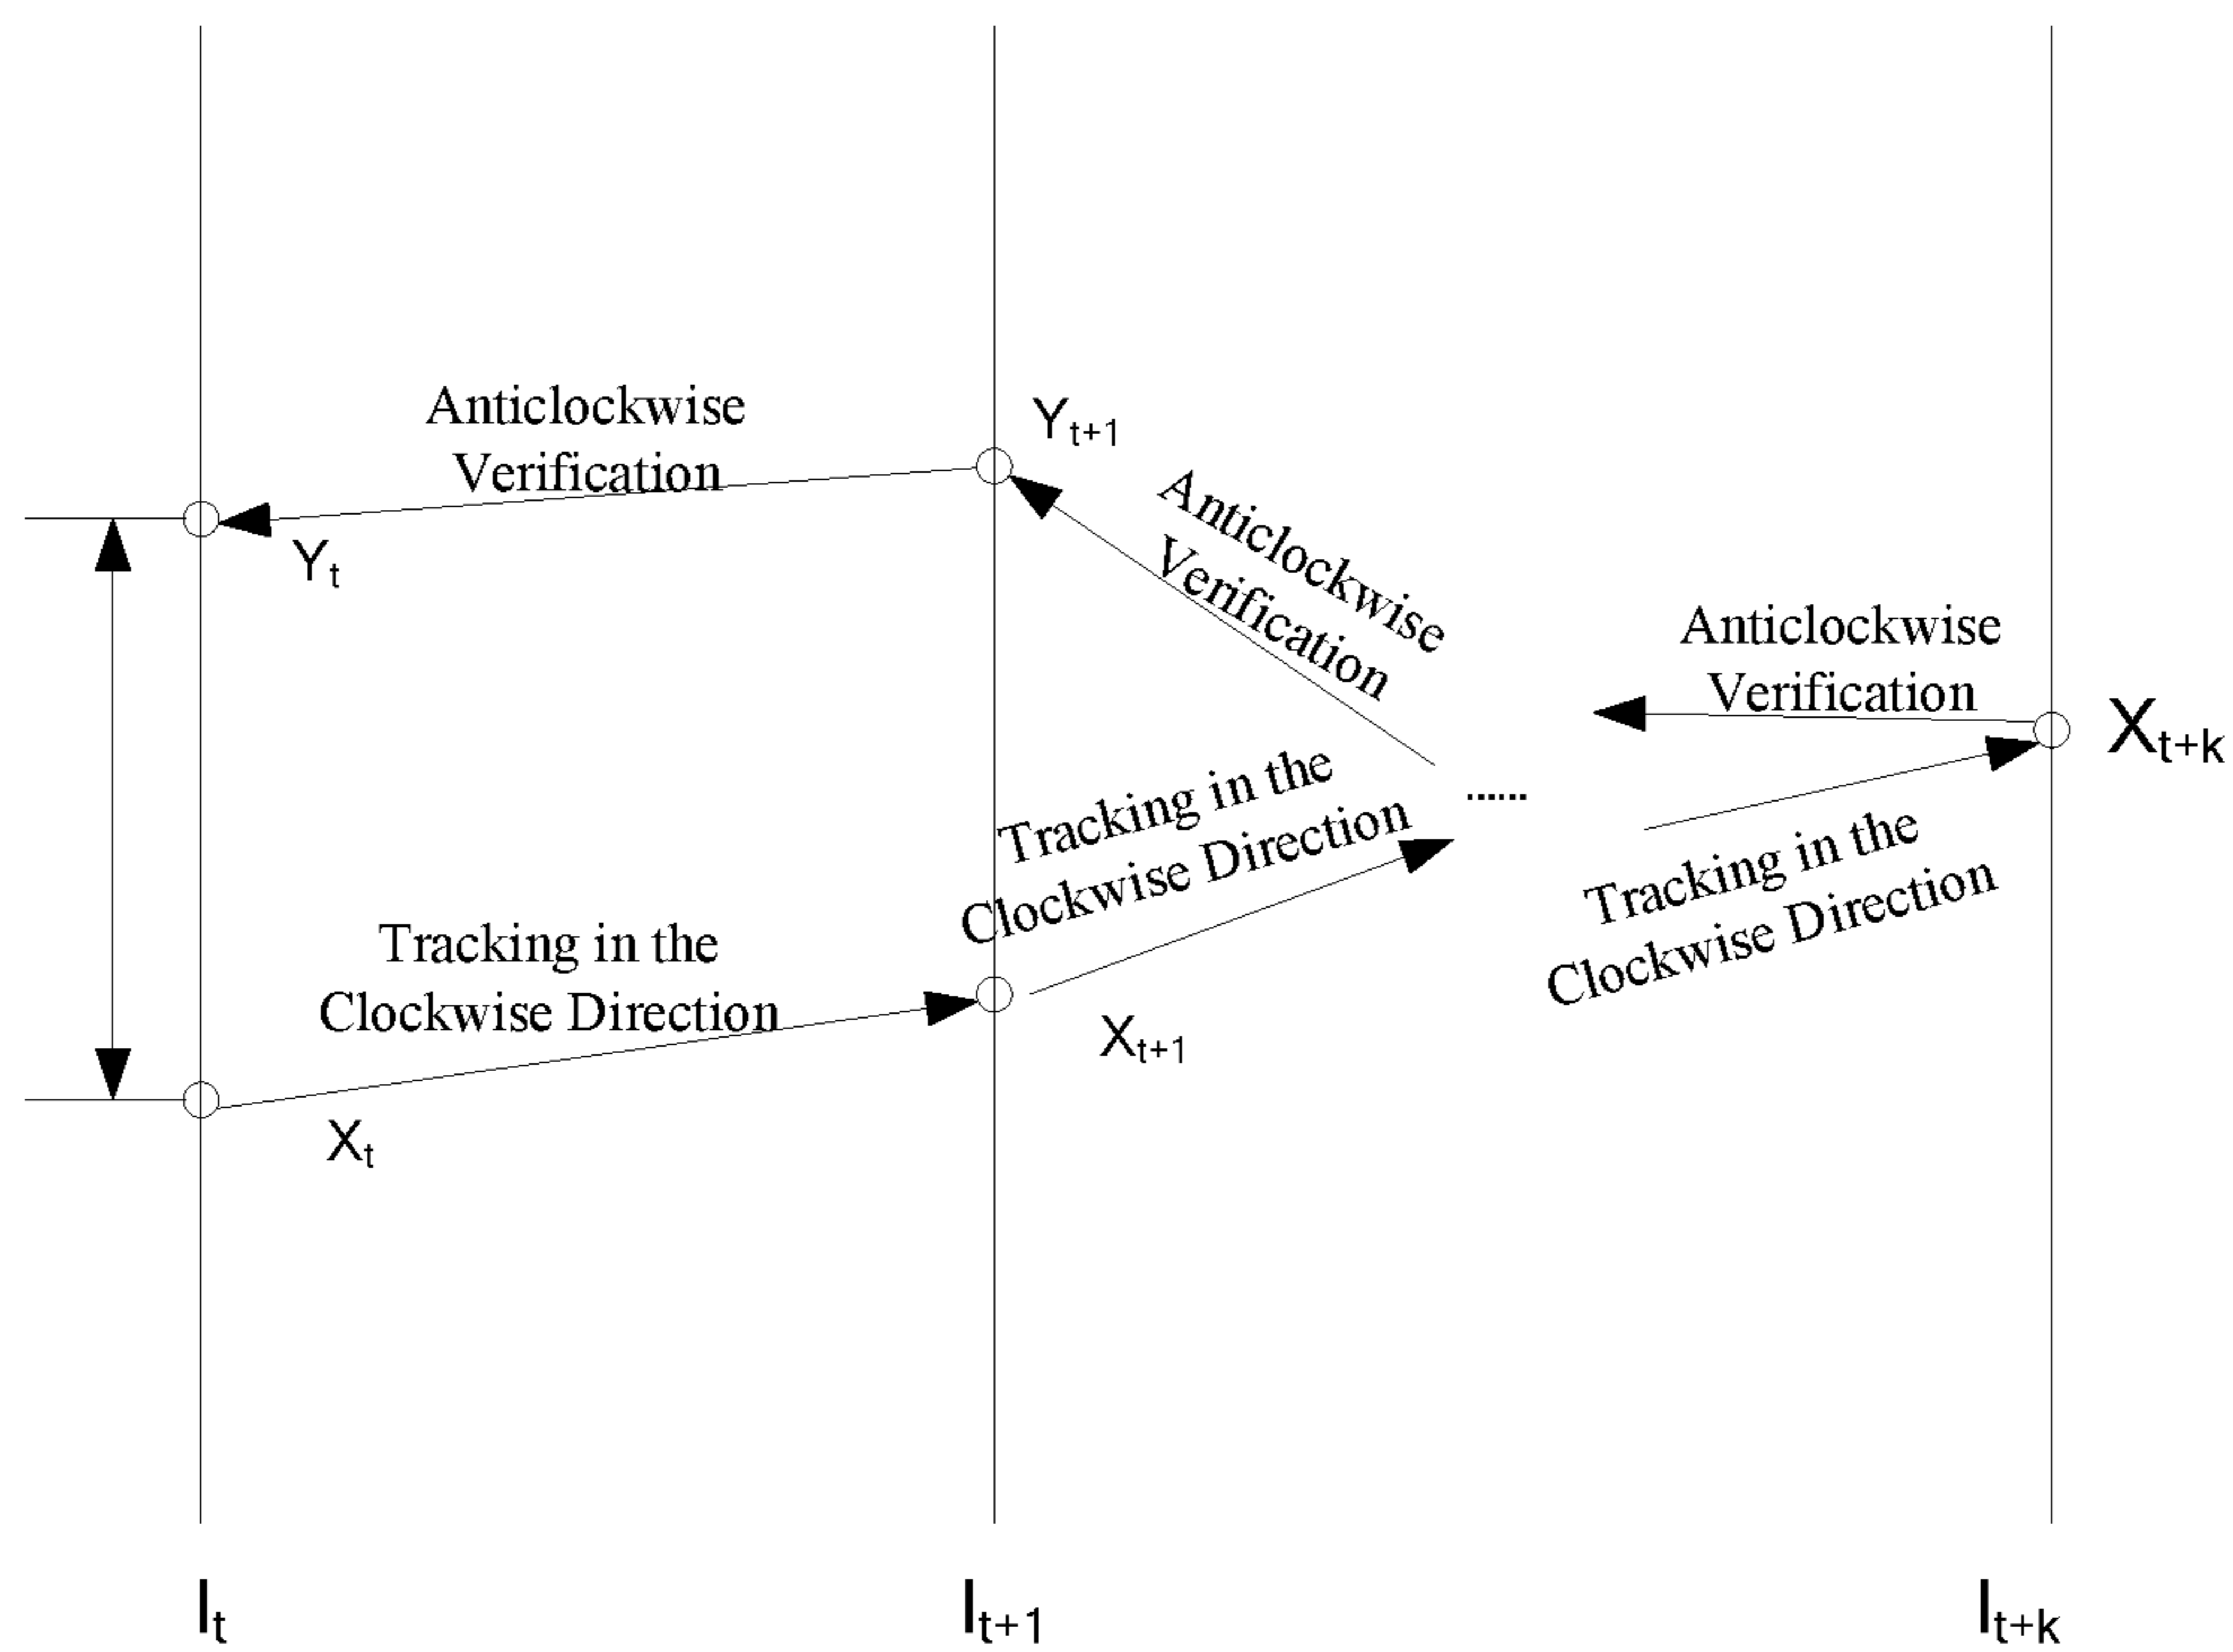 Anticlockwise
Verification
Y_{t+1}
Y_t
Anticlockwise
Verification
Anticlockwise
Verification
X_{t+k}
......
Tracking in the
Clockwise Direction
Tracking in the
Clockwise Direction
Tracking in the
Clockwise Direction
X_{t+1}
X_t
I_t
I_{t+1}
I_{t+k}